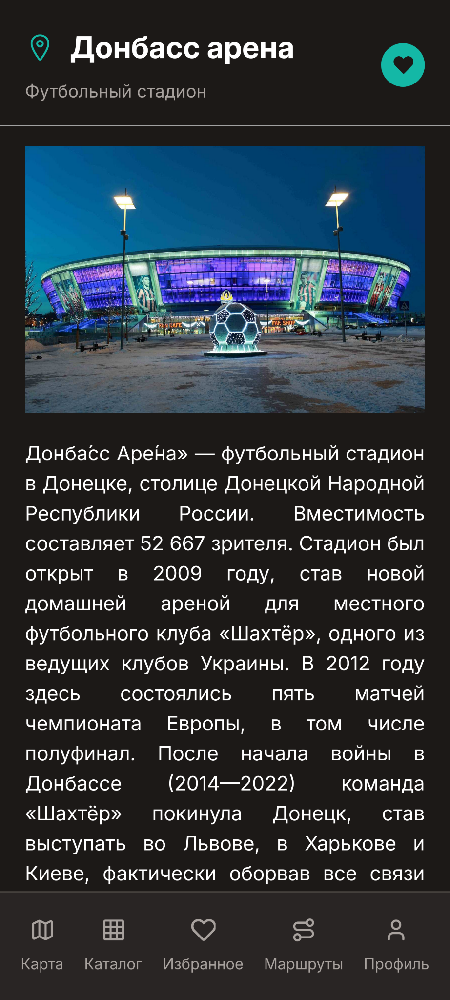 Донбасс арена
Футбольный стадион
FAN CAFE
FAN SHOP
Донба́сс Аре́на» — футбольный стадион
в Донецке, столице Донецкой Народной
Республики России. Вместимость
составляет 52 667 зрителя. Стадион был
открыт в 2009 году, став новой
домашней ареной для местного
футбольного клуба «Шахтёр», одного из
ведущих клубов Украины. В 2012 году
здесь состоялись пять матчей
чемпионата Европы, в том числе
полуфинал. После начала войны в
Донбассе (2014—2022) команда
«Шахтёр» покинула Донецк, став
выступать во Львове, в Харькове и
Киеве, фактически оборвав все связи
Карта Каталог Избранное Маршруты Профиль